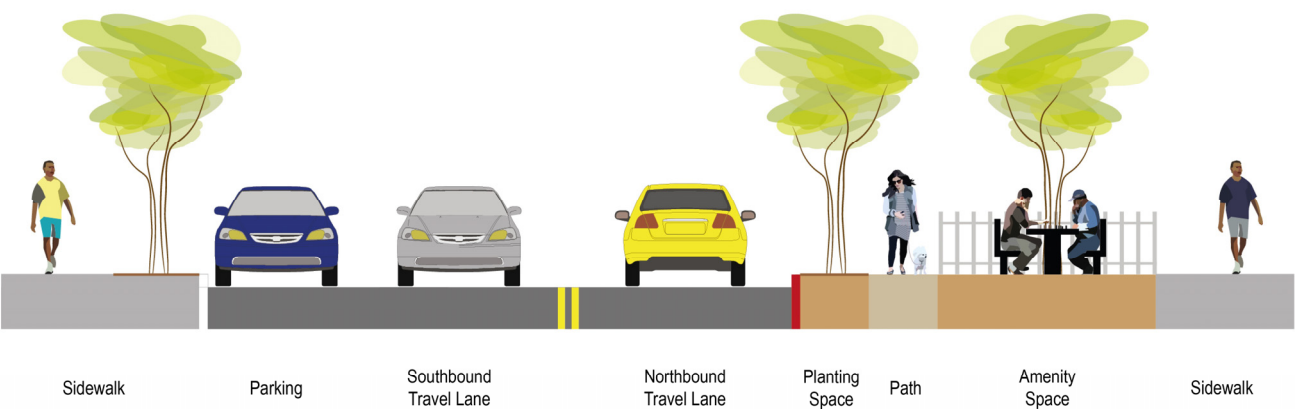 Sidewalk
Parking
Southbound
Travel Lane
Northbound
Travel Lane
Planting
Space
Path
Amenity
Space
Sidewalk